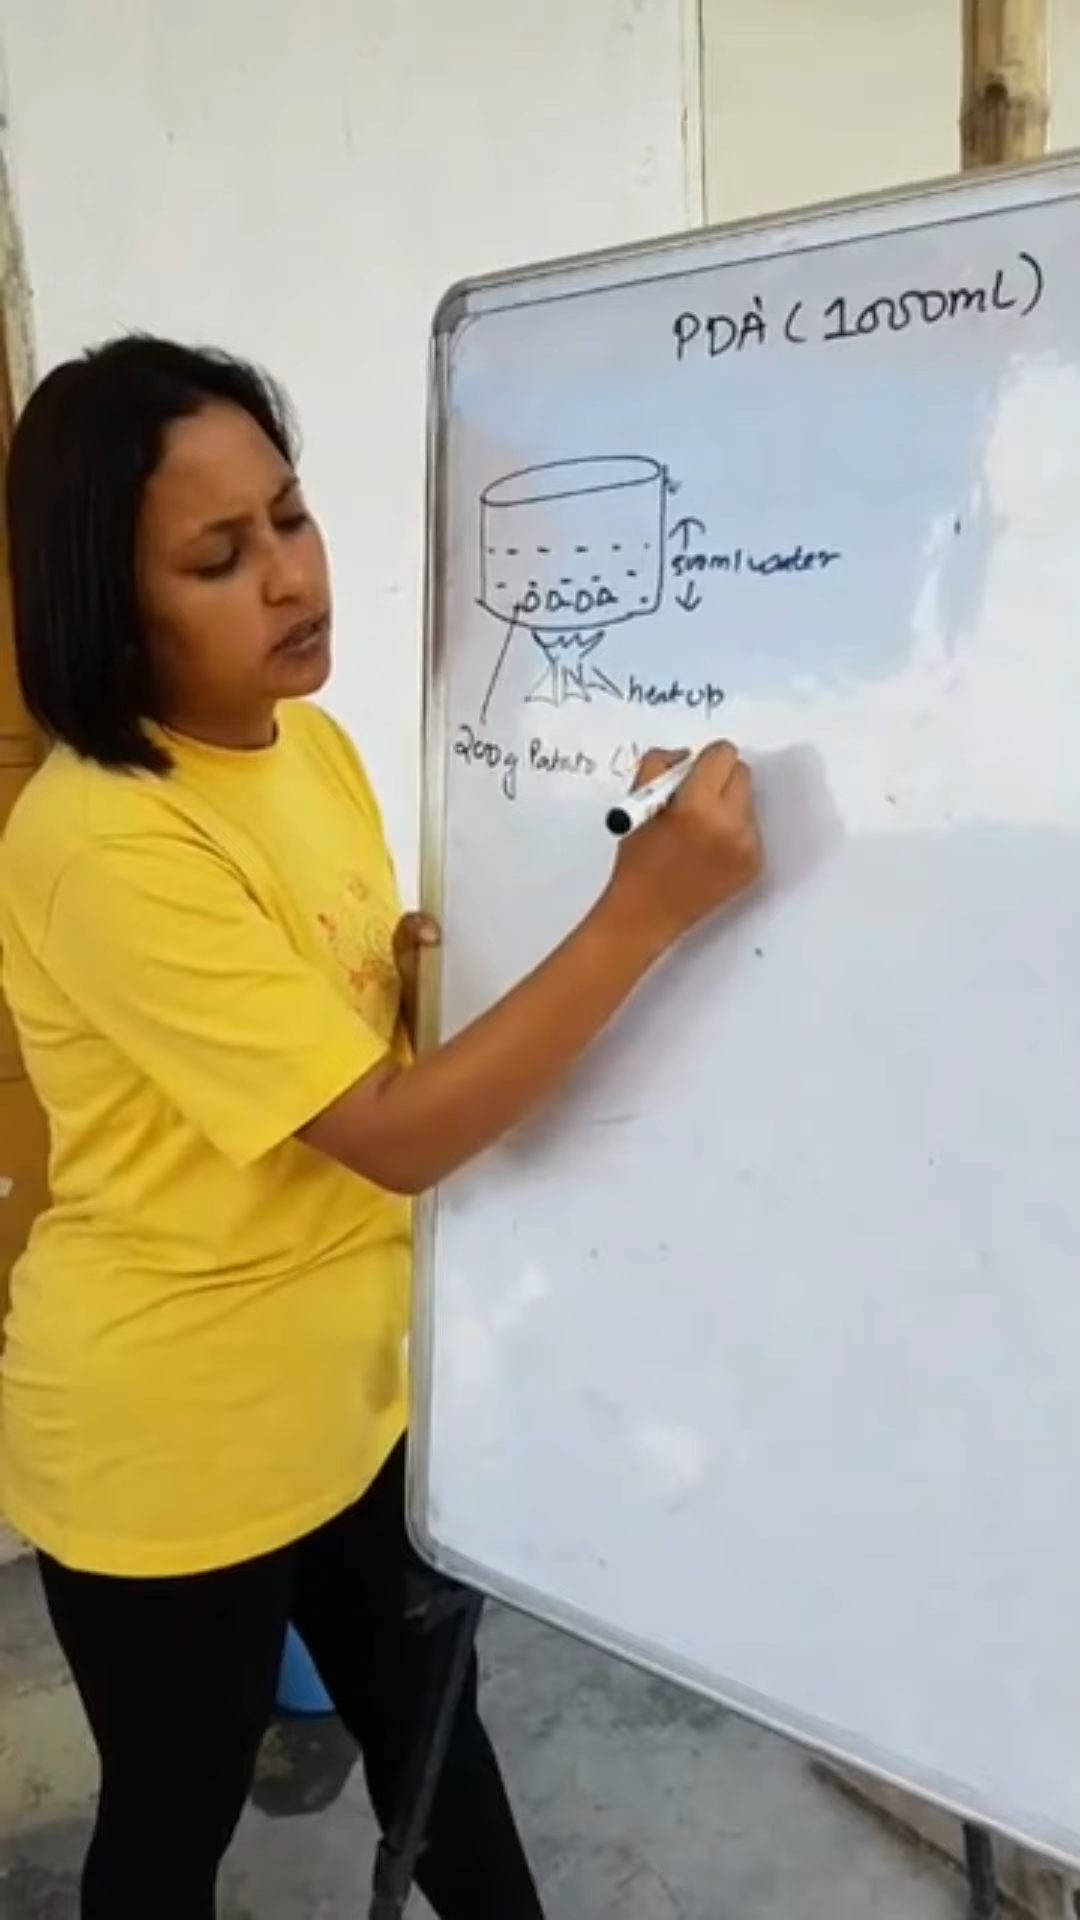 PDA (1000mL)
500ml water
heat up
200g Potato (